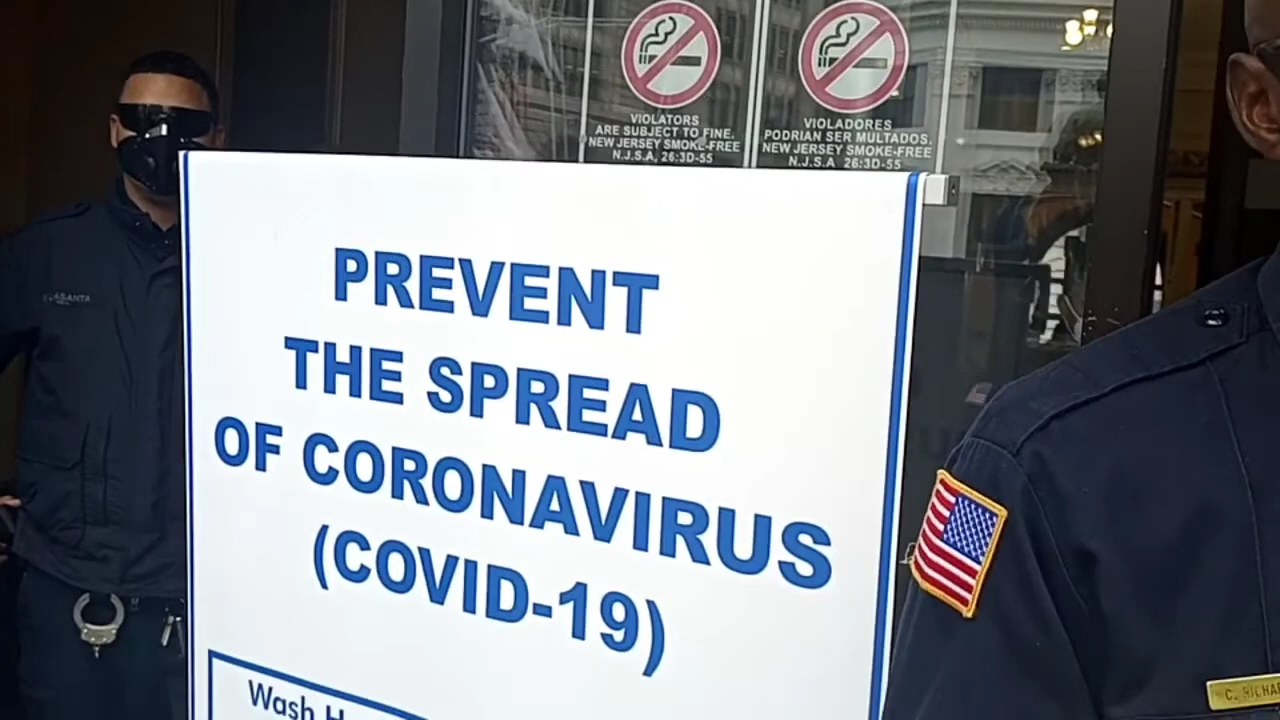 VIOLATORS
ARE SUBJECT TO FINE.
NEW JERSEY SMOKE-FREE
N.J.S.A. 26:3D-55
VIOLADORES
PODRIAN SER MULTADOS.
NEW JERSEY SMOKE-FREE
N.J.S.A. 26:3D-55
PREVENT
THE SPREAD
OF CORONAVIRUS
(COVID-19)
Wash
C.